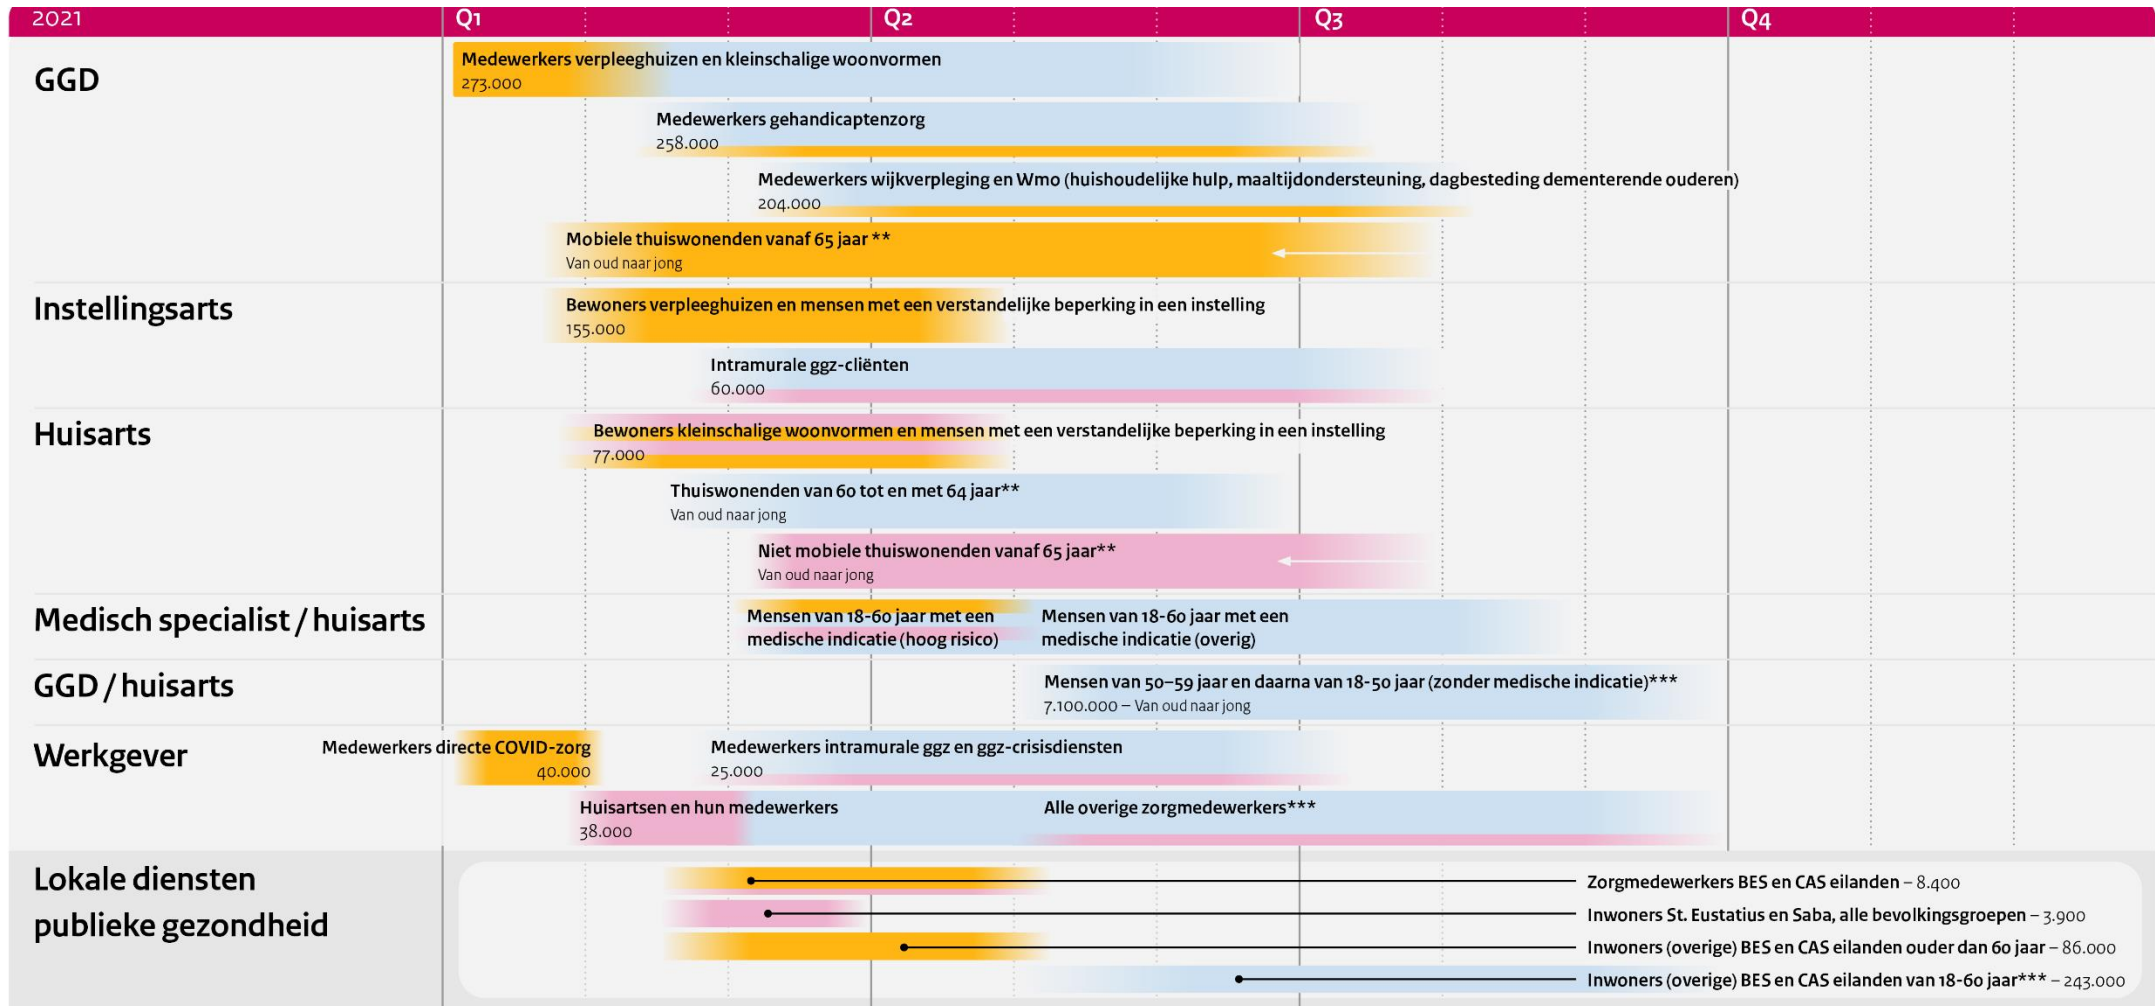 2021 Q1 Q2 Q3 Q4
GGD
Medewerkers verpleeghuizen en kleinschalige woonvormen
273.000
Medewerkers gehandicaptenzorg
258.000
Medewerkers wijkverpleging en Wmo (huishoudelijke hulp, maaltijdondersteuning, dagbesteding dementerende ouderen)
204.000
Mobiele thuiswonenden vanaf 65 jaar **
Van oud naar jong
Instellingsarts
Bewoners verpleeghuizen en mensen met een verstandelijke beperking in een instelling
155.000
Intramurale ggz-cliënten
60.000
Huisarts
Bewoners kleinschalige woonvormen en mensen met een verstandelijke beperking in een instelling
77.000
Thuiswonenden van 60 tot en met 64 jaar**
Van oud naar jong
Niet mobiele thuiswonenden vanaf 65 jaar**
Van oud naar jong
Medisch specialist / huisarts
Mensen van 18-60 jaar met een
medische indicatie (hoog risico)
Mensen van 18-60 jaar met een
medische indicatie (overig)
GGD / huisarts
Mensen van 50–59 jaar en daarna van 18-50 jaar (zonder medische indicatie)***
7.100.000 – Van oud naar jong
Werkgever
Medewerkers directe COVID-zorg
40.000
Medewerkers intramurale ggz en ggz-crisisdiensten
25.000
Huisartsen en hun medewerkers
38.000
Alle overige zorgmedewerkers***
Lokale diensten
publieke gezondheid
Zorgmedewerkers BES en CAS eilanden – 8.400
Inwoners St. Eustatius en Saba, alle bevolkingsgroepen – 3.900
Inwoners (overige) BES en CAS eilanden ouder dan 60 jaar – 86.000
Inwoners (overige) BES en CAS eilanden van 18-60 jaar*** – 243.000